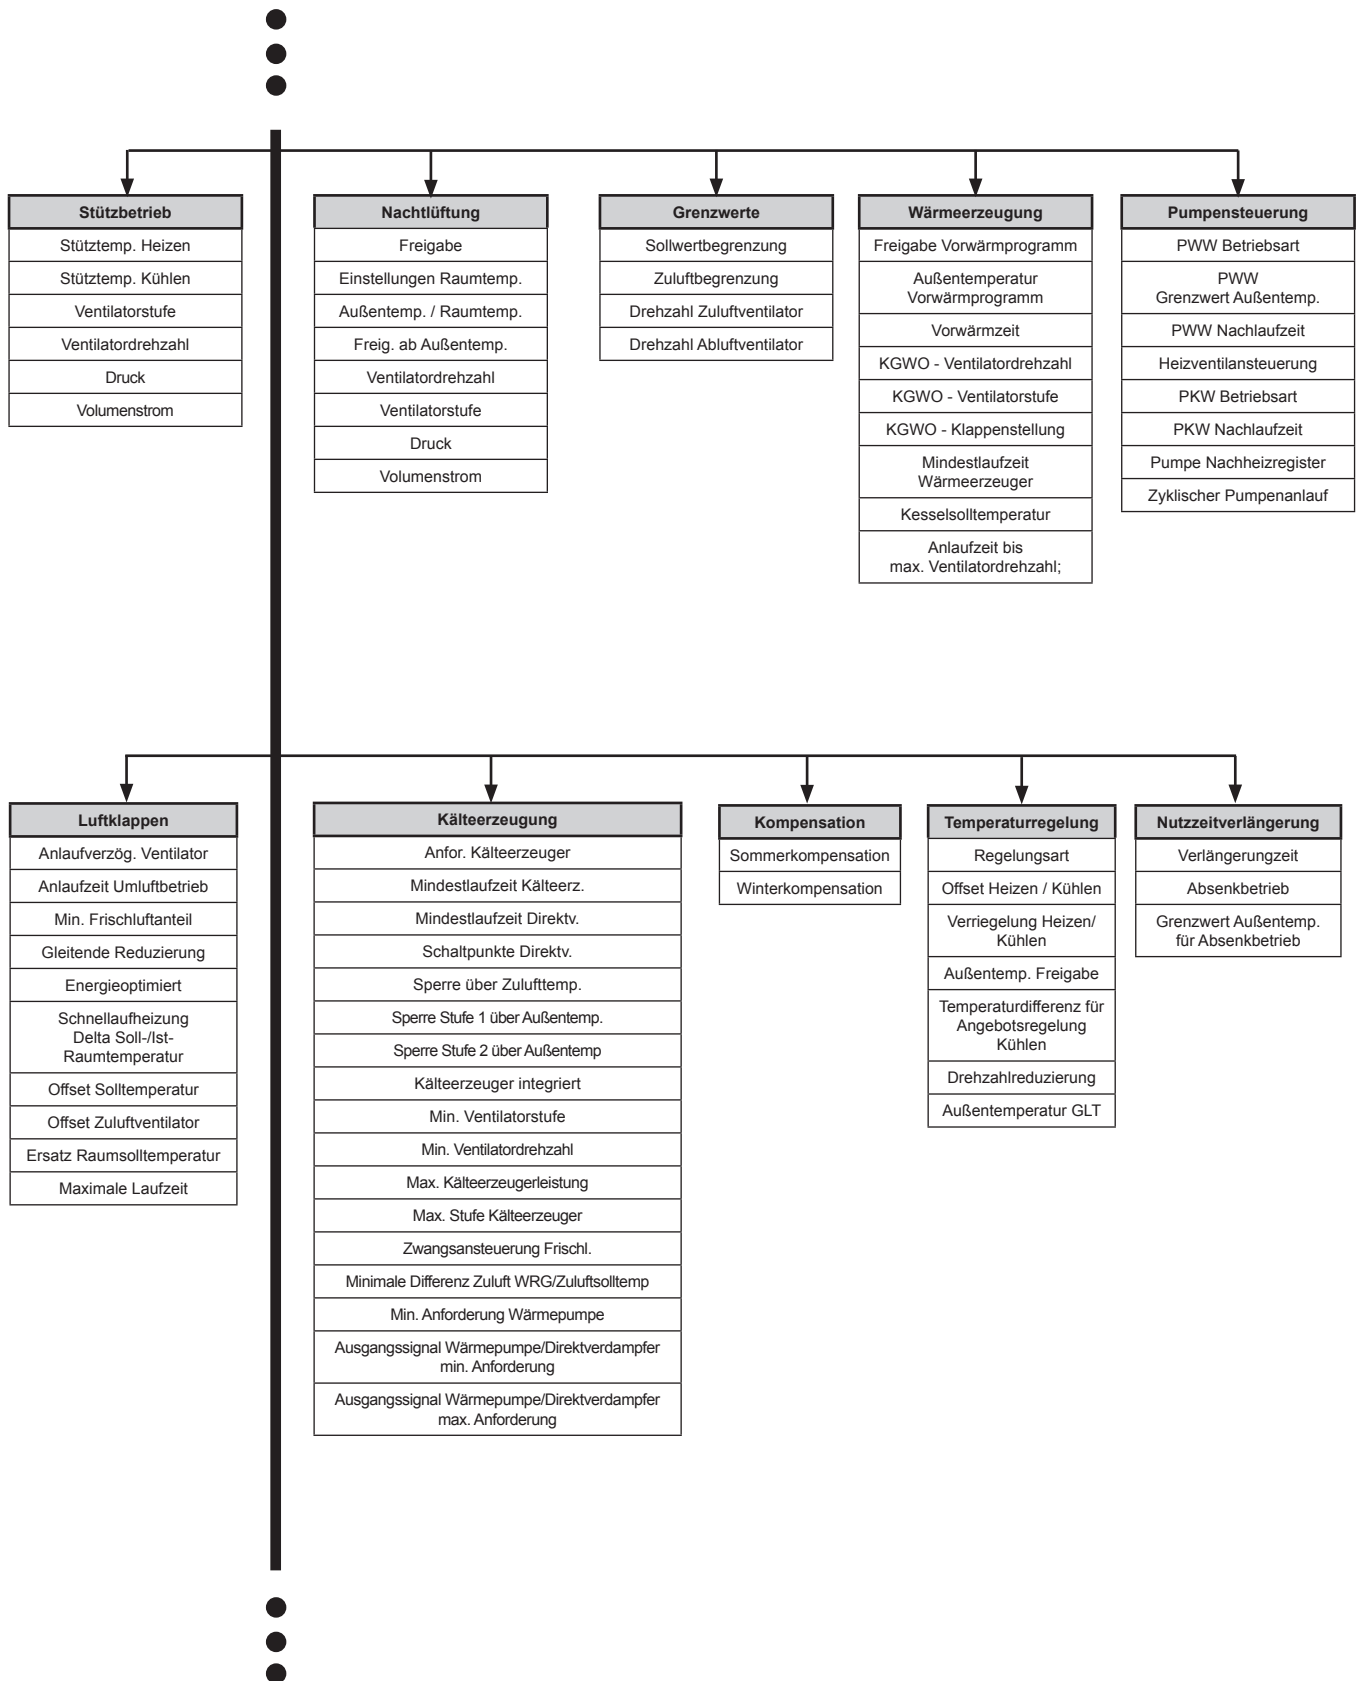 Stützbetrieb
Stütztemp. Heizen
Stütztemp. Kühlen
Ventilatorstufe
Ventilatordrehzahl
Druck
Volumenstrom
Nachtlüftung
Freigabe
Einstellungen Raumtemp.
Außentemp. / Raumtemp.
Freig. ab Außentemp.
Ventilatordrehzahl
Ventilatorstufe
Druck
Volumenstrom
Grenzwerte
Sollwertbegrenzung
Zuluftbegrenzung
Drehzahl Zuluftventilator
Drehzahl Abluftventilator
Wärmeerzeugung
Freigabe Vorwärmprogramm
Außentemperatur
Vorwärmprogramm
Vorwärmzeit
KGWO - Ventilatordrehzahl
KGWO - Ventilatorstufe
KGWO - Klappenstellung
Mindestlaufzeit
Wärmeerzeuger
Kesselsolltemperatur
Anlaufzeit bis
max. Ventilatordrehzahl;
Pumpensteuerung
PWW Betriebsart
PWW
Grenzwert Außentemp.
PWW Nachlaufzeit
Heizventilansteuerung
PKW Betriebsart
PKW Nachlaufzeit
Pumpe Nachheizregister
Zyklischer Pumpenanlauf
Luftklappen
Anlaufverzög. Ventilator
Anlaufzeit Umluftbetrieb
Min. Frischluftanteil
Gleitende Reduzierung
Energieoptimiert
Schnellaufheizung
Delta Soll-/Ist-
Raumtemperatur
Offset Solltemperatur
Offset Zuluftventilator
Ersatz Raumsolltemperatur
Maximale Laufzeit
Kälteerzeugung
Anfor. Kälteerzeuger
Mindestlaufzeit Kälteerz.
Mindestlaufzeit Direktv.
Schaltpunkte Direktv.
Sperre über Zulufttemp.
Sperre Stufe 1 über Außentemp.
Sperre Stufe 2 über Außentemp
Kälteerzeuger integriert
Min. Ventilatorstufe
Min. Ventilatordrehzahl
Max. Kälteerzeugerleistung
Max. Stufe Kälteerzeuger
Zwangsansteuerung Frischl.
Minimale Differenz Zuluft WRG/Zuluftsolltemp
Min. Anforderung Wärmepumpe
Ausgangssignal Wärmepumpe/Direktverdampfer
min. Anforderung
Ausgangssignal Wärmepumpe/Direktverdampfer
max. Anforderung
Kompensation
Sommerkompensation
Winterkompensation
Temperaturregelung
Regelungsart
Offset Heizen / Kühlen
Verriegelung Heizen/
Kühlen
Außentemp. Freigabe
Temperaturdifferenz für
Angebotsregelung
Kühlen
Drehzahlreduzierung
Außentemperatur GLT
Nutzzeitverlängerung
Verlängerungzeit
Absenkbetrieb
Grenzwert Außentemp.
für Absenkbetrieb